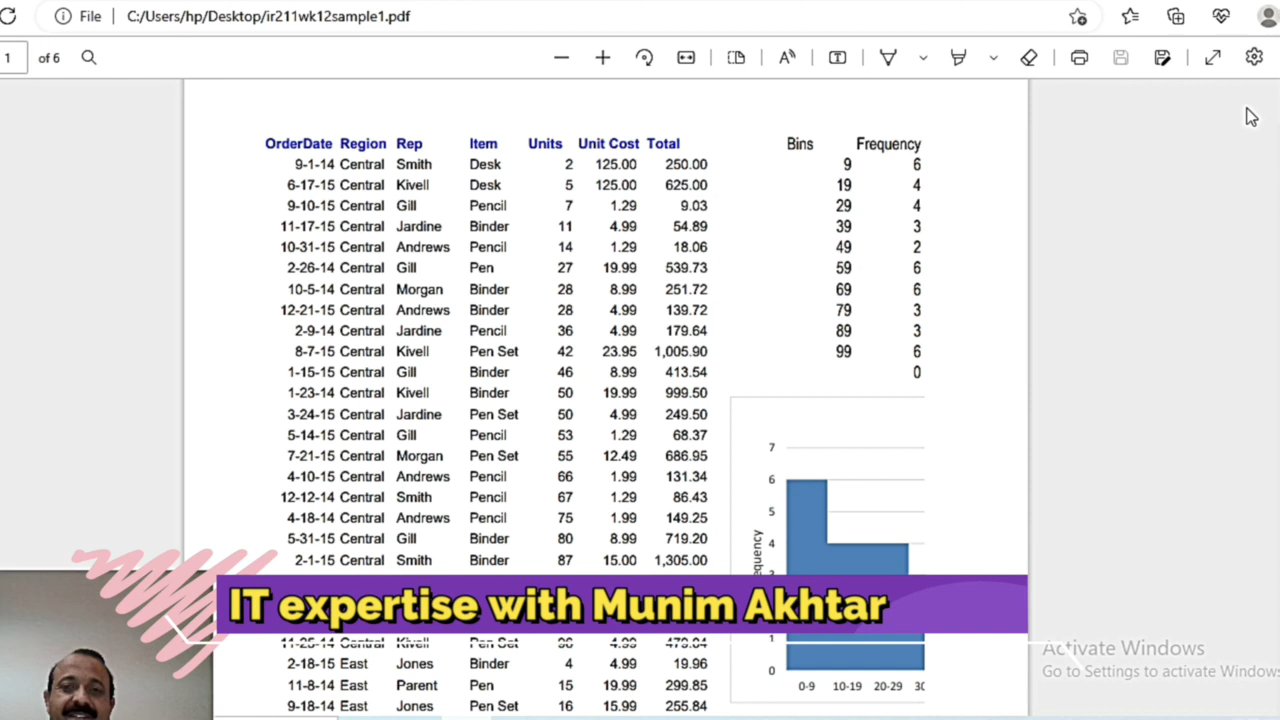 File C:/Users/hp/Desktop/ir211wk12sample1.pdf
1 of 6
OrderDate Region Rep Item Units Unit Cost Total
9-1-14 Central Smith Desk 2 125.00 250.00
6-17-15 Central Kivell Desk 5 125.00 625.00
9-10-15 Central Gill Pencil 7 1.29 9.03
11-17-15 Central Jardine Binder 11 4.99 54.89
10-31-15 Central Andrews Pencil 14 1.29 18.06
2-26-14 Central Gill Pen 27 19.99 539.73
10-5-14 Central Morgan Binder 28 8.99 251.72
12-21-15 Central Andrews Binder 28 4.99 139.72
2-9-14 Central Jardine Pencil 36 4.99 179.64
8-7-15 Central Kivell Pen Set 42 23.95 1,005.90
1-15-15 Central Gill Binder 46 8.99 413.54
1-23-14 Central Kivell Binder 50 19.99 999.50
3-24-15 Central Jardine Pen Set 50 4.99 249.50
5-14-15 Central Gill Pencil 53 1.29 68.37
7-21-15 Central Morgan Pen Set 55 12.49 686.95
4-10-15 Central Andrews Pencil 66 1.99 131.34
12-12-14 Central Smith Pencil 67 1.29 86.43
4-18-14 Central Andrews Pencil 75 1.99 149.25
5-31-15 Central Gill Binder 80 8.99 719.20
2-1-15 Central Smith Binder 87 15.00 1,305.00
11-25-14 Central Kivell Pen Set 96 4.99 479.04
2-18-15 East Jones Binder 4 4.99 19.96
11-8-14 East Parent Pen 15 19.99 299.85
9-18-14 East Jones Pen Set 16 15.99 255.84
Bins Frequency
9 6
19 4
29 4
39 3
49 2
59 6
69 6
79 3
89 3
99 6
0
7
6
5
4
1
0
0-9 10-19 20-29
IT expertise with Munim Akhtar
Activate Windows
Go to Settings to activate Windows